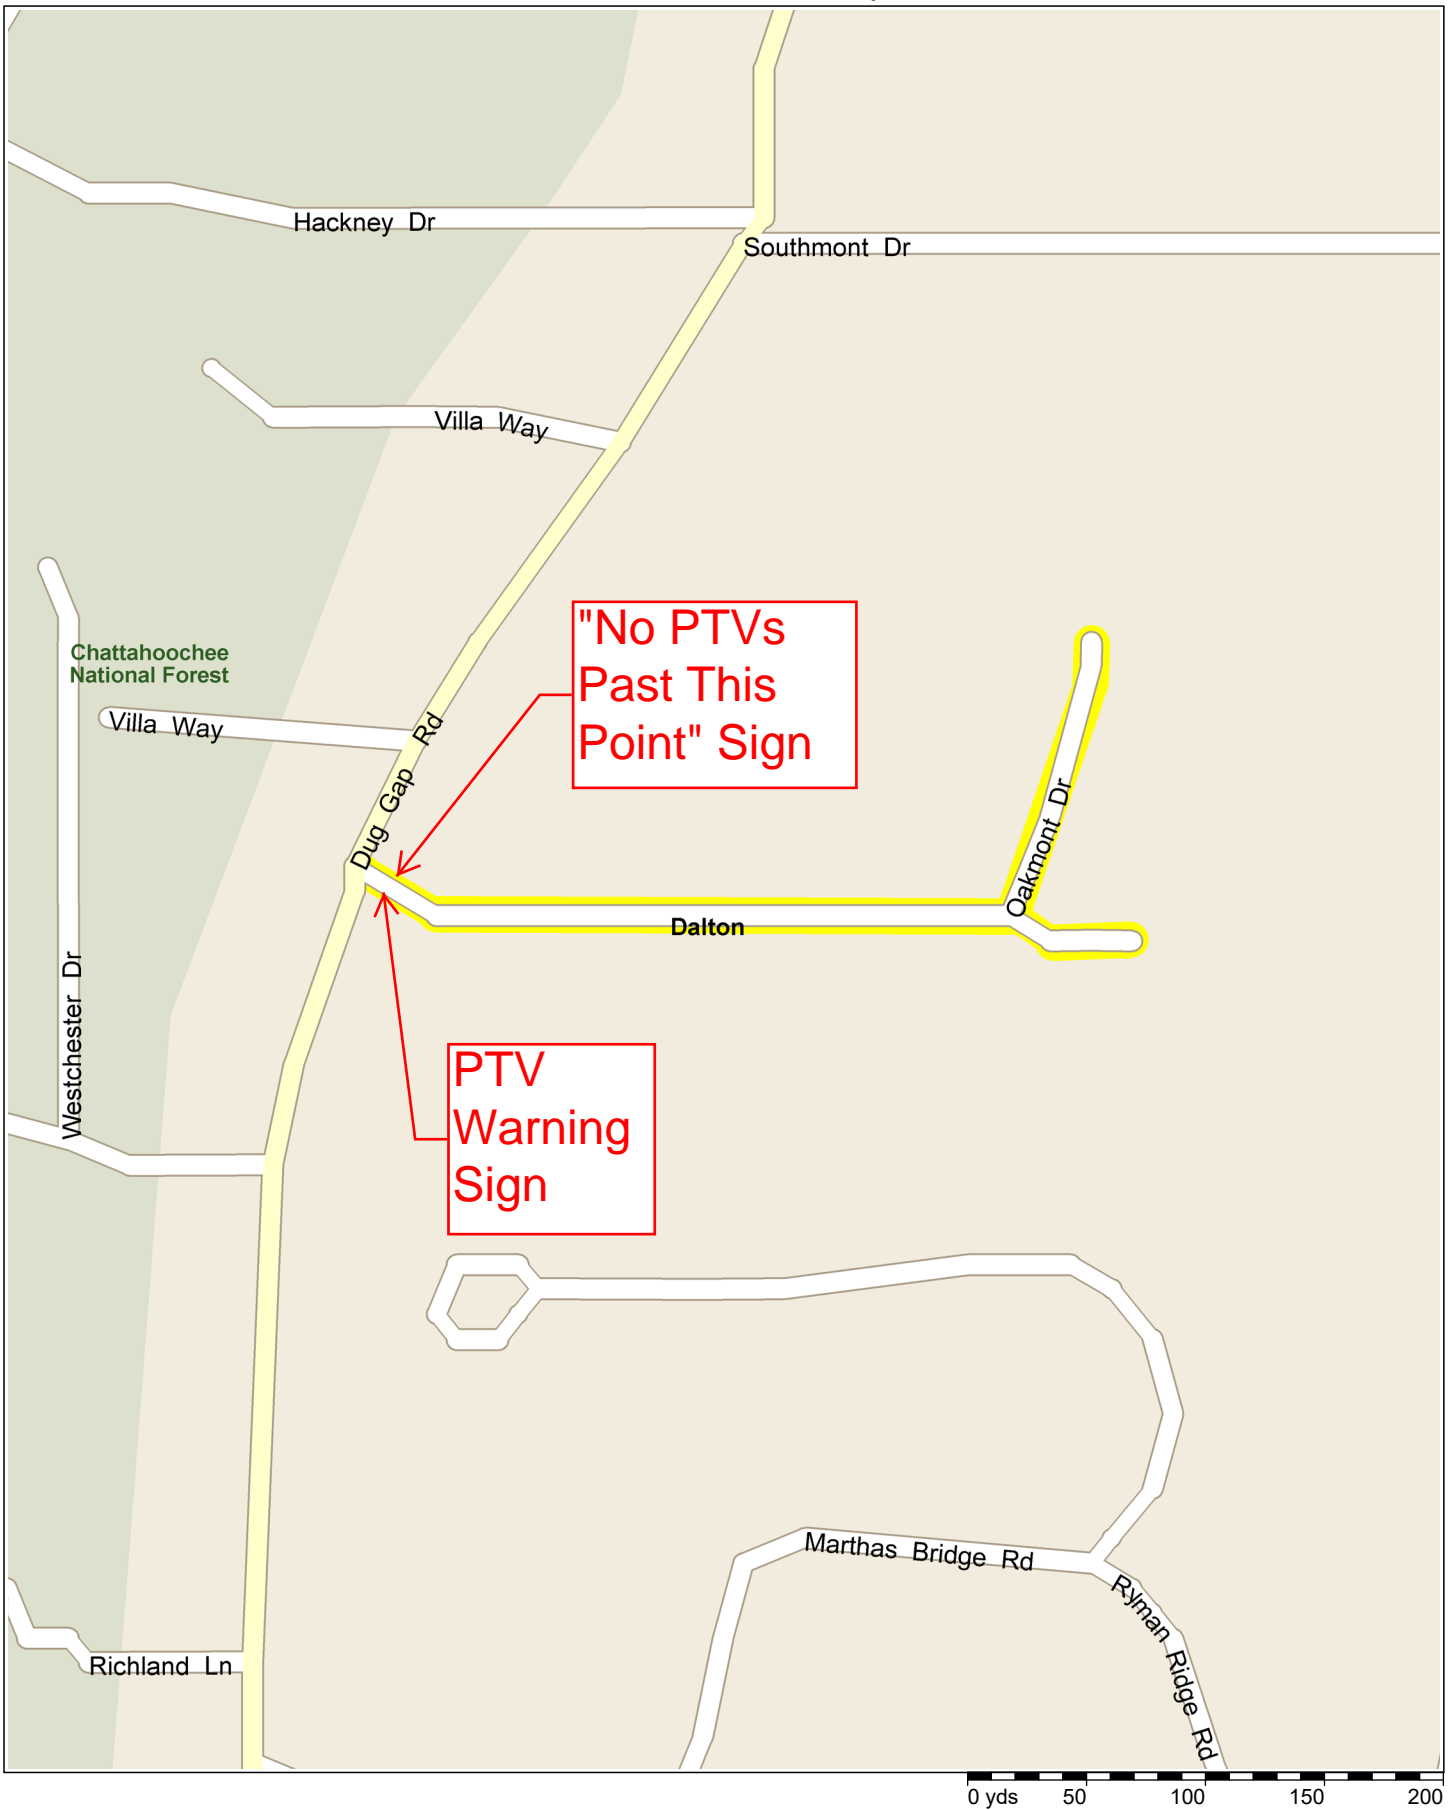 Hackney Dr
Southmont Dr
Villa Way
"No PTVs
Past This
Point" Sign
Chattahoochee
National Forest
Villa Way
Dug Gap Rd
Oakmont Dr
Dalton
Westchester Dr
PTV
Warning
Sign
Marthas Bridge Rd
Ryman Ridge Rd
Richland Ln
0 yds 50 100 150 200